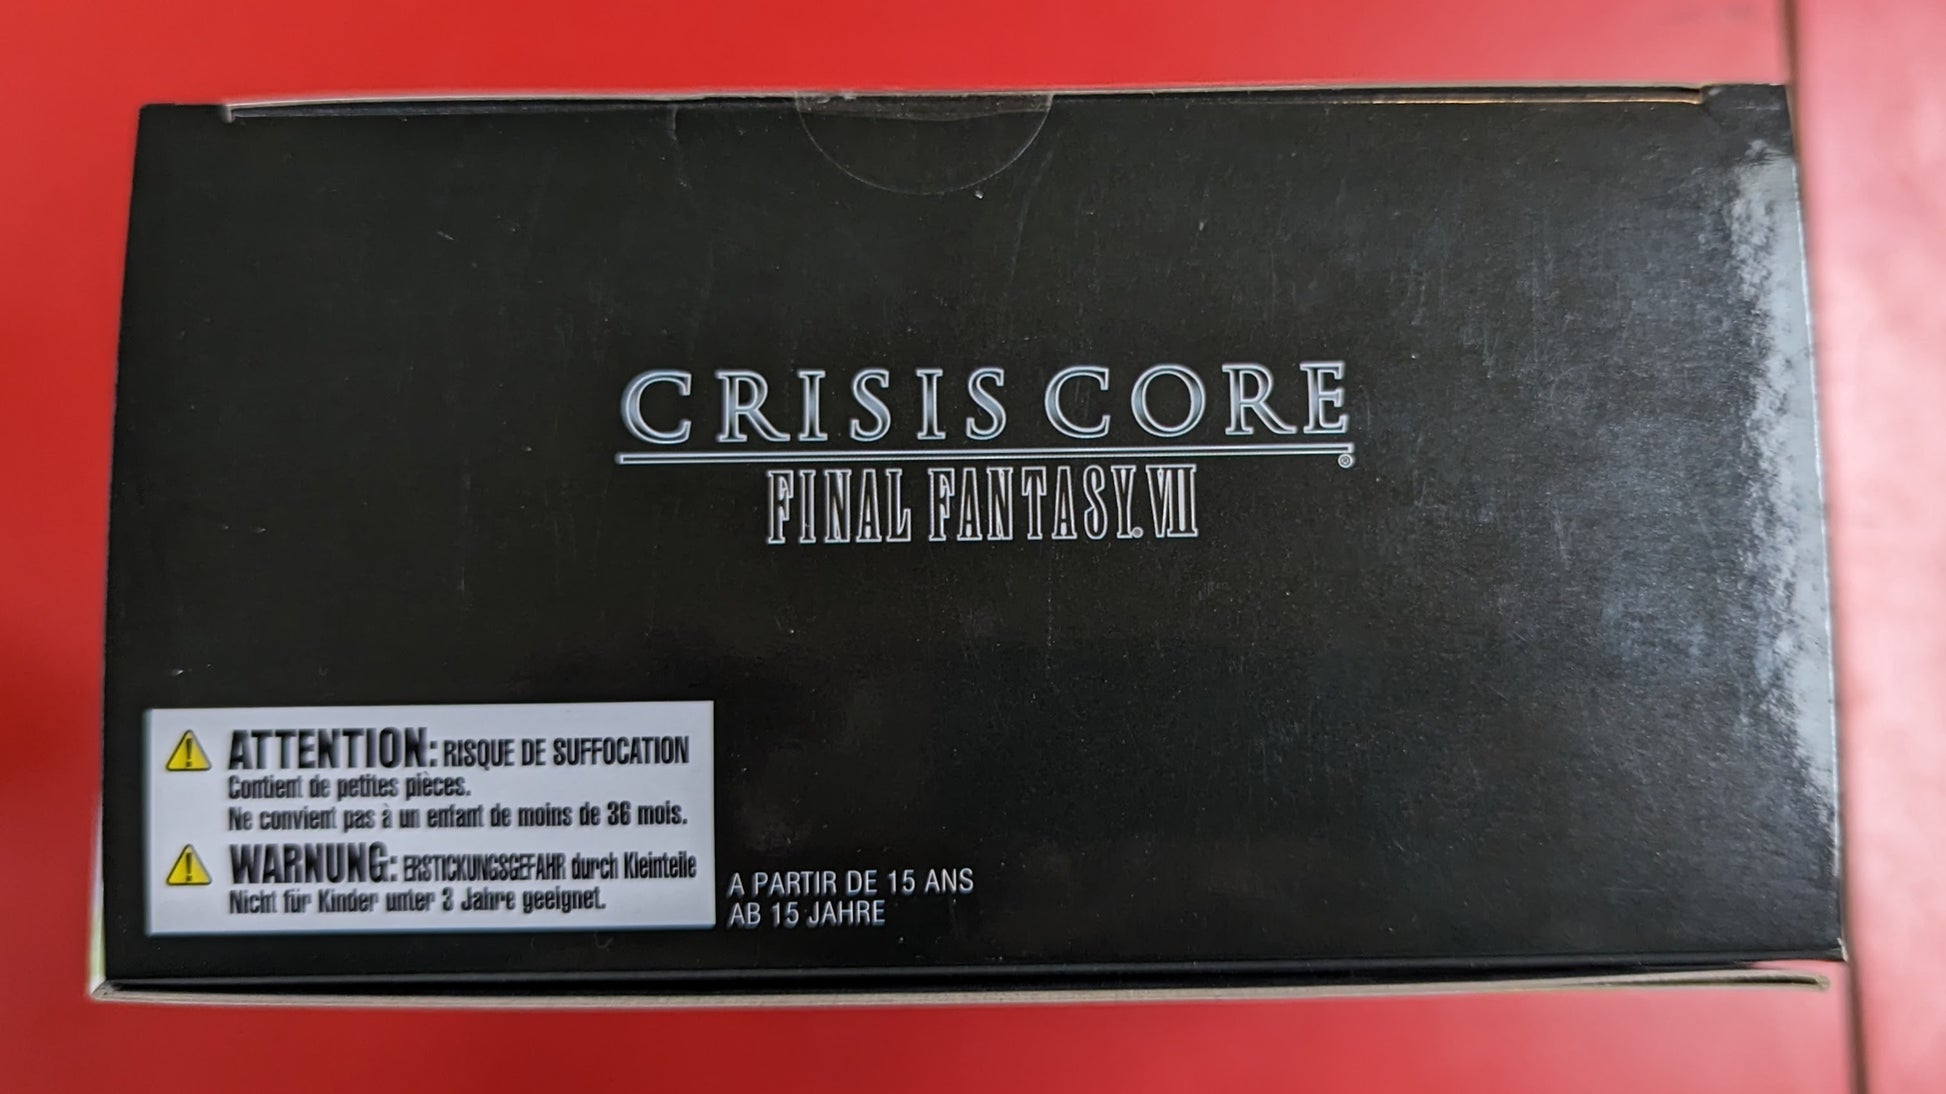 CRISIS CORE®
FINAL FANTASY® VII
ATTENTION: RISQUE DE SUFFOCATION
Contient de petites pièces.
Ne convient pas à un enfant de moins de 36 mois.
WARNUNG: ERSTICKUNGSGEFAHR durch Kleinteile
Nicht für Kinder unter 3 Jahre geeignet.
A PARTIR DE 15 ANS
AB 15 JAHRE